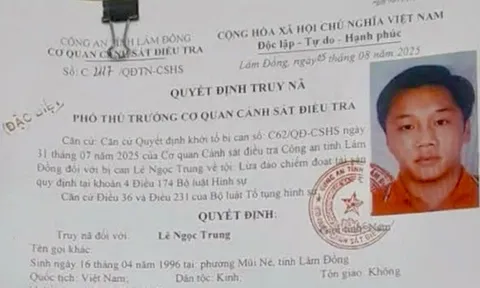 CÔNG AN TỈNH LÂM ĐỒNG
CƠ QUAN CẢNH SÁT ĐIỀU TRA
CỘNG HÒA XÃ HỘI CHỦ NGHĨA VIỆT NAM
Độc lập - Tự do - Hạnh phúc
Số: /QĐTN-CSHS
Lâm Đồng, ngày 05 tháng 08 năm 2025
(ĐẶC BIỆT)
QUYẾT ĐỊNH TRUY NÃ
PHÓ THỦ TRƯỞNG CƠ QUAN CẢNH SÁT ĐIỀU TRA
Căn cứ: Căn cứ Quyết định khởi tố bị can số: C62/QĐ-CSHS ngày
31 tháng 07 năm 2025 của Cơ quan Cảnh sát điều tra Công an tỉnh Lâm
Đồng đối với bị can Lê Ngọc Trung về tội: Lừa đảo chiếm đoạt tài sản
quy định tại khoản 4 Điều 174 Bộ luật Hình sự
Căn cứ Điều 36 và Điều 231 của Bộ luật Tố tụng hình sự
CÔNG AN TỈNH
QUYẾT ĐỊNH:
Truy nã đối với: Lê Ngọc Trung Nam
Tên gọi khác:
Sinh ngày 16 tháng 04 năm 1996 tại: phường Mũi Né, tỉnh Lâm Đồng
Quốc tịch: Việt Nam; Dân tộc: Kinh; Tôn giáo: Không